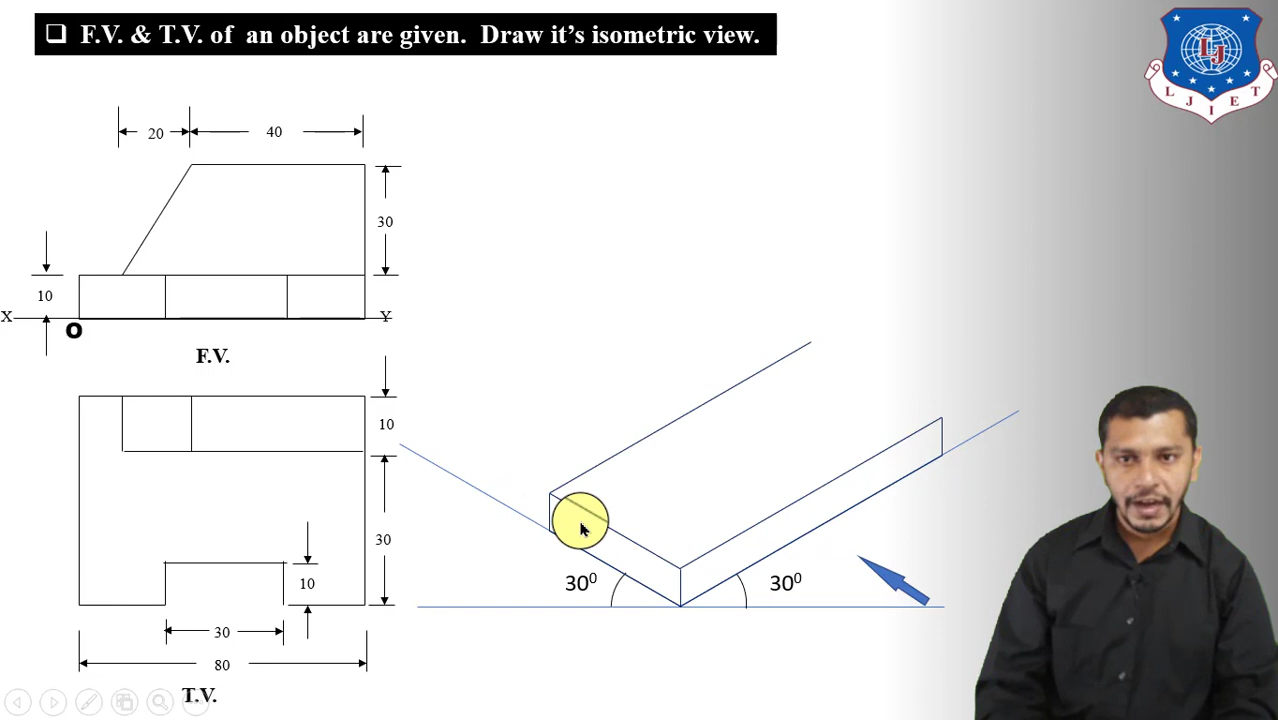 ❑ F.V. & T.V. of an object are given. Draw it’s isometric view.
L J I E T
LJ
20
40
30
10
X
Y
O
F.V.
10
30
10
30
80
T.V.
30⁰
30⁰